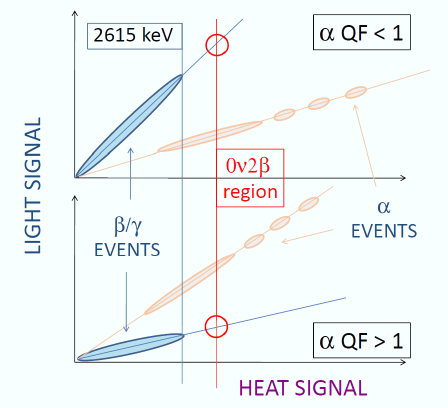 2615 keV
α QF < 1
LIGHT SIGNAL
0ν2β
region
β/γ
EVENTS
α
EVENTS
α QF > 1
HEAT SIGNAL